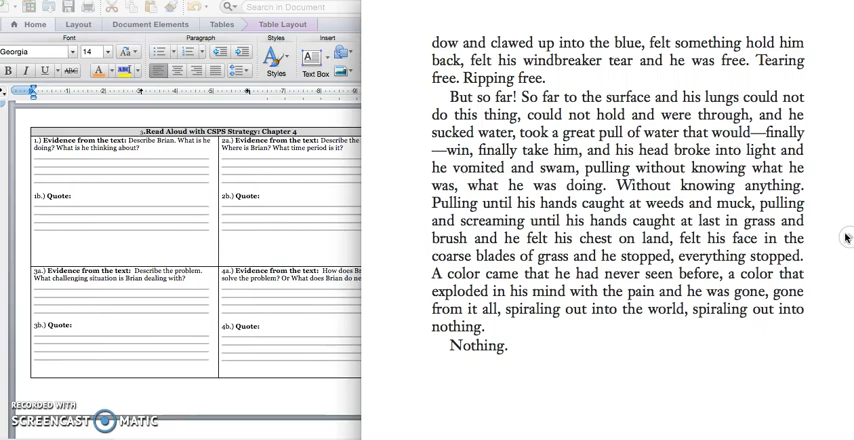 Search in Document
Home
Layout
Document Elements
Tables
Table Layout
Font
Paragraph
Styles
Insert
Georgia
14
B I U ABC
Styles
Text Box
3.Read Aloud with CSPS Strategy: Chapter 4
1.) Evidence from the text: Describe Brian. What is he
doing? What is he thinking about?
1b.) Quote:
2a.) Evidence from the text: Describe the
Where is Brian? What time period is it?
2b.) Quote:
3a.) Evidence from the text: Describe the problem.
What challenging situation is Brian dealing with?
3b.) Quote:
4a.) Evidence from the text: How does Br
solve the problem? Or What does Brian do ne
4b.) Quote:
RECORDED WITH
SCREENCAST MATIC
dow and clawed up into the blue, felt something hold him
back, felt his windbreaker tear and he was free. Tearing
free. Ripping free.
But so far! So far to the surface and his lungs could not
do this thing, could not hold and were through, and he
sucked water, took a great pull of water that would—finally
—win, finally take him, and his head broke into light and
he vomited and swam, pulling without knowing what he
was, what he was doing. Without knowing anything.
Pulling until his hands caught at weeds and muck, pulling
and screaming until his hands caught at last in grass and
brush and he felt his chest on land, felt his face in the
coarse blades of grass and he stopped, everything stopped.
A color came that he had never seen before, a color that
exploded in his mind with the pain and he was gone, gone
from it all, spiraling out into the world, spiraling out into
nothing.
Nothing.